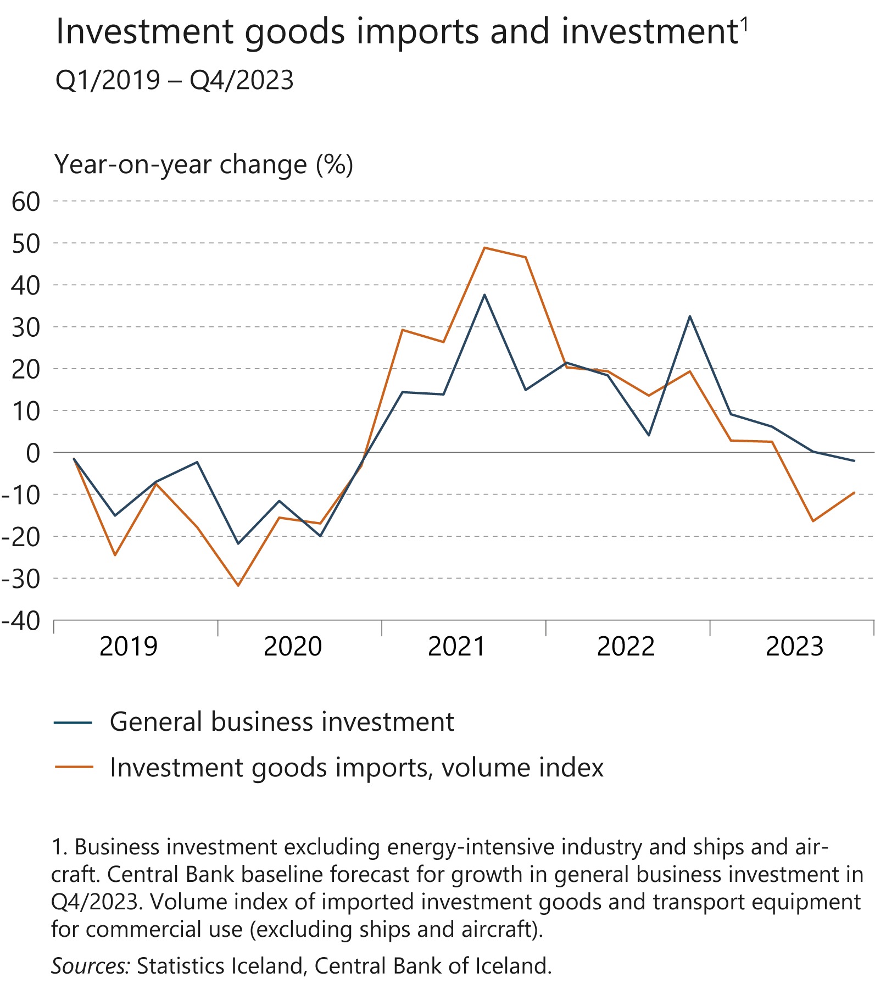 Investment goods imports and investment¹
Q1/2019 – Q4/2023
Year-on-year change (%)
60
50
40
30
20
10
0
-10
-20
-30
-40
2019 2020 2021 2022 2023
General business investment
Investment goods imports, volume index
1. Business investment excluding energy-intensive industry and ships and air-
craft. Central Bank baseline forecast for growth in general business investment in
Q4/2023. Volume index of imported investment goods and transport equipment
for commercial use (excluding ships and aircraft).
Sources: Statistics Iceland, Central Bank of Iceland.